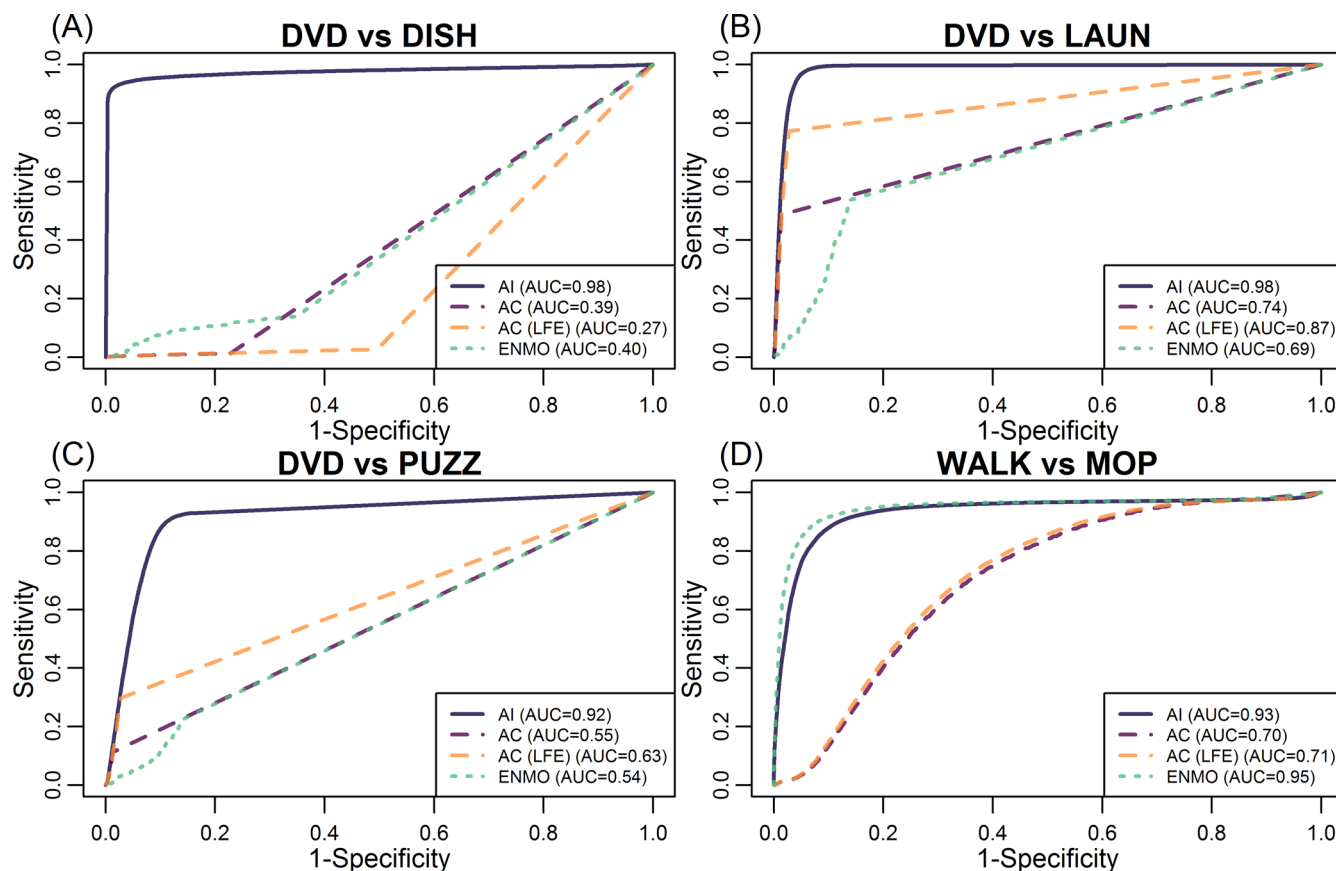 (A) DVD vs DISH
Sensitivity
0.0 0.2 0.4 0.6 0.8 1.0
AI (AUC=0.98)
AC (AUC=0.39)
AC (LFE) (AUC=0.27)
ENMO (AUC=0.40)
0.0 0.2 0.4 0.6 0.8 1.0
1-Specificity
(B) DVD vs LAUN
Sensitivity
0.0 0.2 0.4 0.6 0.8 1.0
AI (AUC=0.98)
AC (AUC=0.74)
AC (LFE) (AUC=0.87)
ENMO (AUC=0.69)
0.0 0.2 0.4 0.6 0.8 1.0
1-Specificity
(C) DVD vs PUZZ
Sensitivity
0.0 0.2 0.4 0.6 0.8 1.0
AI (AUC=0.92)
AC (AUC=0.55)
AC (LFE) (AUC=0.63)
ENMO (AUC=0.54)
0.0 0.2 0.4 0.6 0.8 1.0
1-Specificity
(D) WALK vs MOP
Sensitivity
0.0 0.2 0.4 0.6 0.8 1.0
AI (AUC=0.93)
AC (AUC=0.70)
AC (LFE) (AUC=0.71)
ENMO (AUC=0.95)
0.0 0.2 0.4 0.6 0.8 1.0
1-Specificity